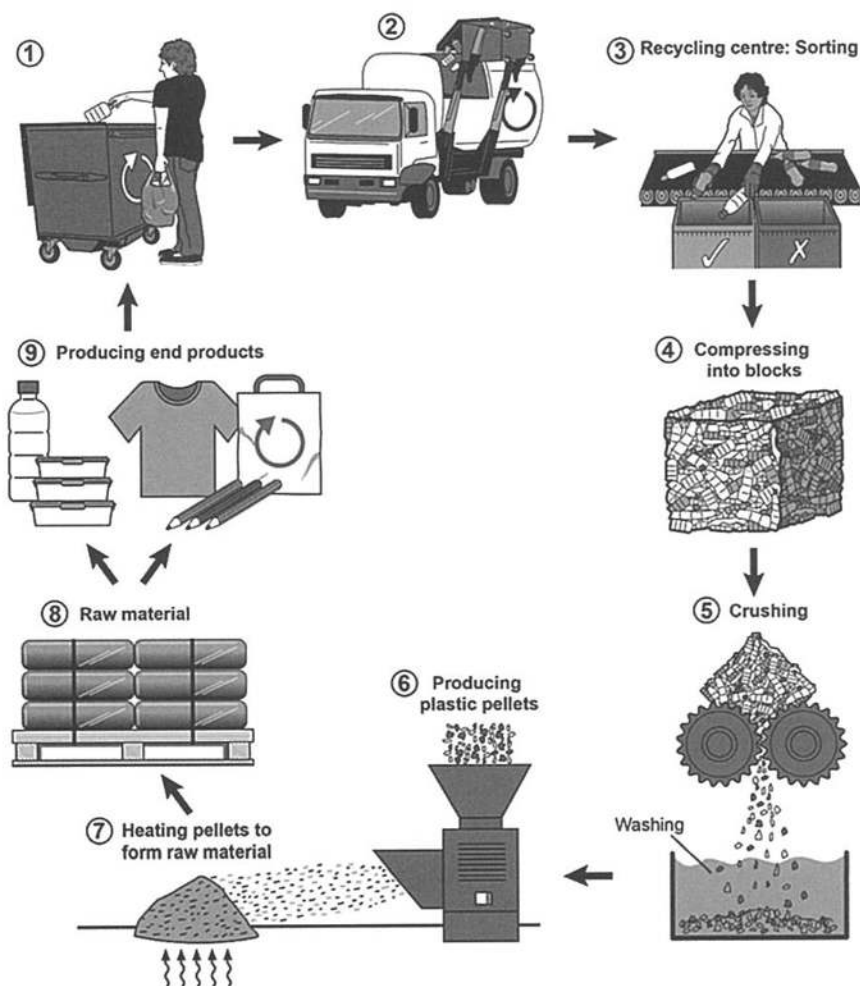 ①
②
③ Recycling centre: Sorting
④ Compressing
into blocks
⑤ Crushing
Washing
⑥ Producing
plastic pellets
⑦ Heating pellets to
form raw material
⑧ Raw material
⑨ Producing end products